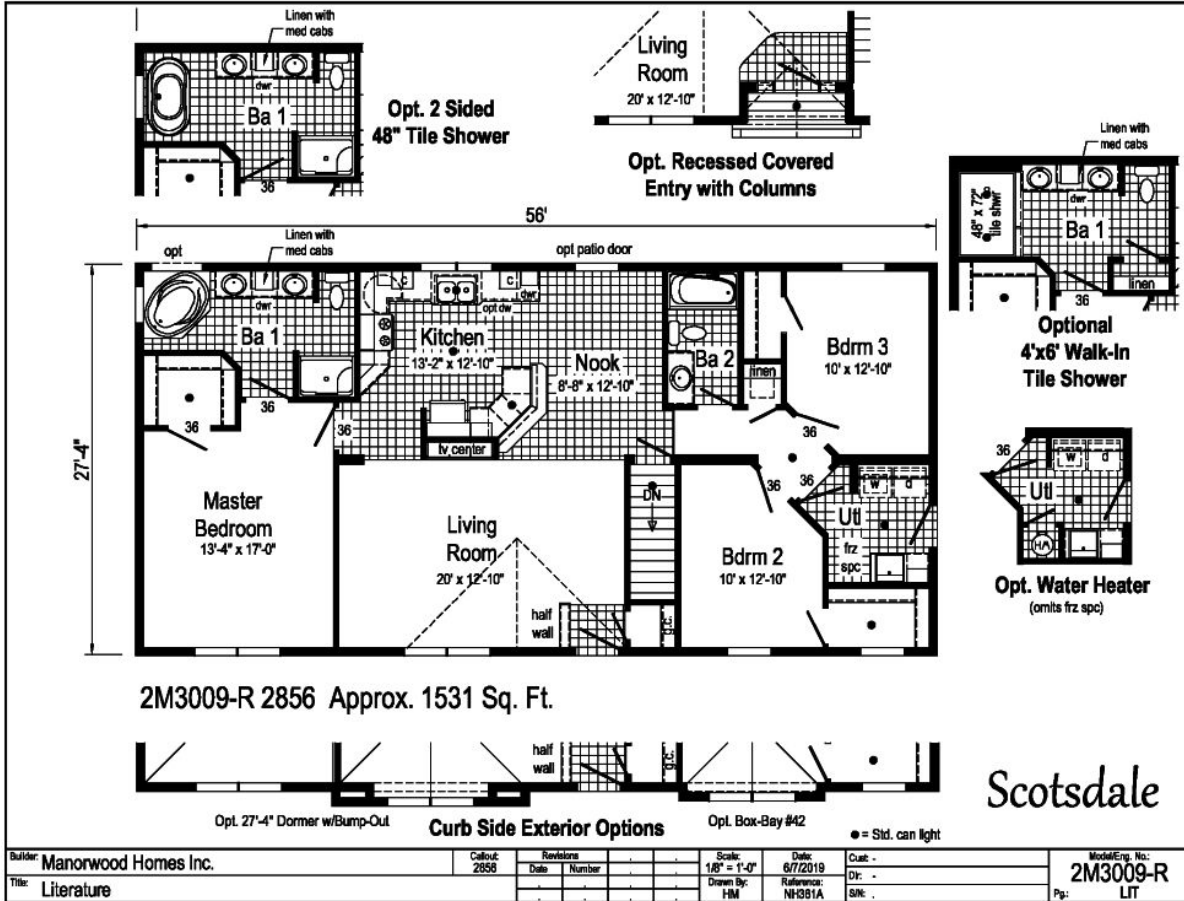 Linen with
med cabs
dwr
Ba 1
36
Opt. 2 Sided
48" Tile Shower
Living
Room
20' x 12'-10"
Opt. Recessed Covered
Entry with Columns
Linen with
med cabs
dwr
48" x 72"
tile shwr
Ba 1
linen
36
Optional
4'x6' Walk-In
Tile Shower
56'
27'-4"
opt
Linen with
med cabs
opt patio door
dwr
Ba 1
36
36
36
c
c
dwr
opt dw
Kitchen
13'-2" x 12'-10"
Nook
8'-8" x 12'-10"
tv center
Ba 2
linen
Bdrm 3
10' x 12'-10"
36
36
36
Master
Bedroom
13'-4" x 17'-0"
Living
Room
20' x 12'-10"
half
wall
DN
g.c.
Bdrm 2
10' x 12'-10"
w
d
Utl
frz
spc
36
w
d
Utl
Opt. Water Heater
(omits frz spc)
2M3009-R 2856 Approx. 1531 Sq. Ft.
half
wall
g.c.
Opt. 27'-4" Dormer w/Bump-Out
Curb Side Exterior Options
Opt. Box-Bay #42
Scotsdale
● = Std. can light
Builder: Manorwood Homes Inc.
Title: Literature
Callout:
2856
Revisions
Date Number
Scale:
1/8" = 1'-0"
Date:
6/7/2019
Drawn By:
HM
Reference:
NH381A
Cust: -
Dir: -
S/N: .
Model/Eng. No.:
2M3009-R
Pg.: LIT